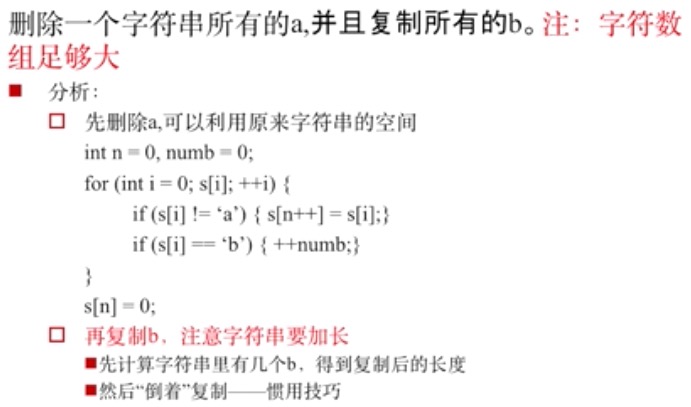 删除一个字符串所有的a,并且复制所有的b。注：字符数
组足够大
分析：
先删除a,可以利用原来字符串的空间
int n = 0, numb = 0;
for (int i = 0; s[i]; ++i) {
if (s[i] != ‘a’) { s[n++] = s[i];}
if (s[i] == ‘b’) { ++numb;}
}
s[n] = 0;
再复制b，注意字符串要加长
先计算字符串里有几个b，得到复制后的长度
然后“倒着”复制——惯用技巧